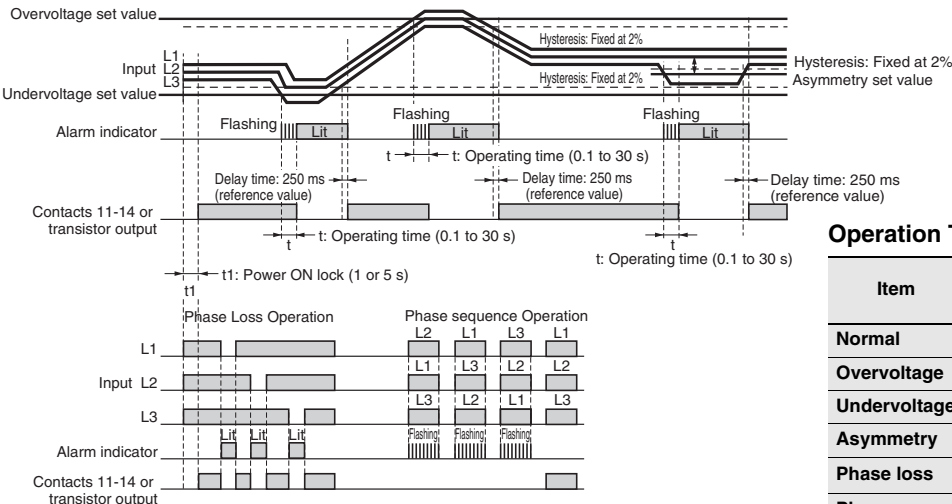 Overvoltage set value
Hysteresis: Fixed at 2%
L1
Input L2
L3
Hysteresis: Fixed at 2%
Hysteresis: Fixed at 2%
Asymmetry set value
Undervoltage set value
Flashing
Flashing
Flashing
Alarm indicator
Lit
Lit
Lit
t
t: Operating time (0.1 to 30 s)
Delay time: 250 ms
(reference value)
Delay time: 250 ms
(reference value)
Delay time: 250 ms
(reference value)
Contacts 11-14 or
transistor output
t
t: Operating time (0.1 to 30 s)
t
t: Operating time (0.1 to 30 s)
t1: Power ON lock (1 or 5 s)
t1
Phase Loss Operation
Phase sequence Operation
L1
L2
L1
L3
L1
Input L2
L1
L3
L2
L2
L3
L3
L2
L1
L3
Alarm indicator
Lit
Lit
Lit
Flashing
Flashing
Flashing
Contacts 11-14 or
transistor output
Operation T
Item
Normal
Overvoltage
Undervoltage
Asymmetry
Phase loss